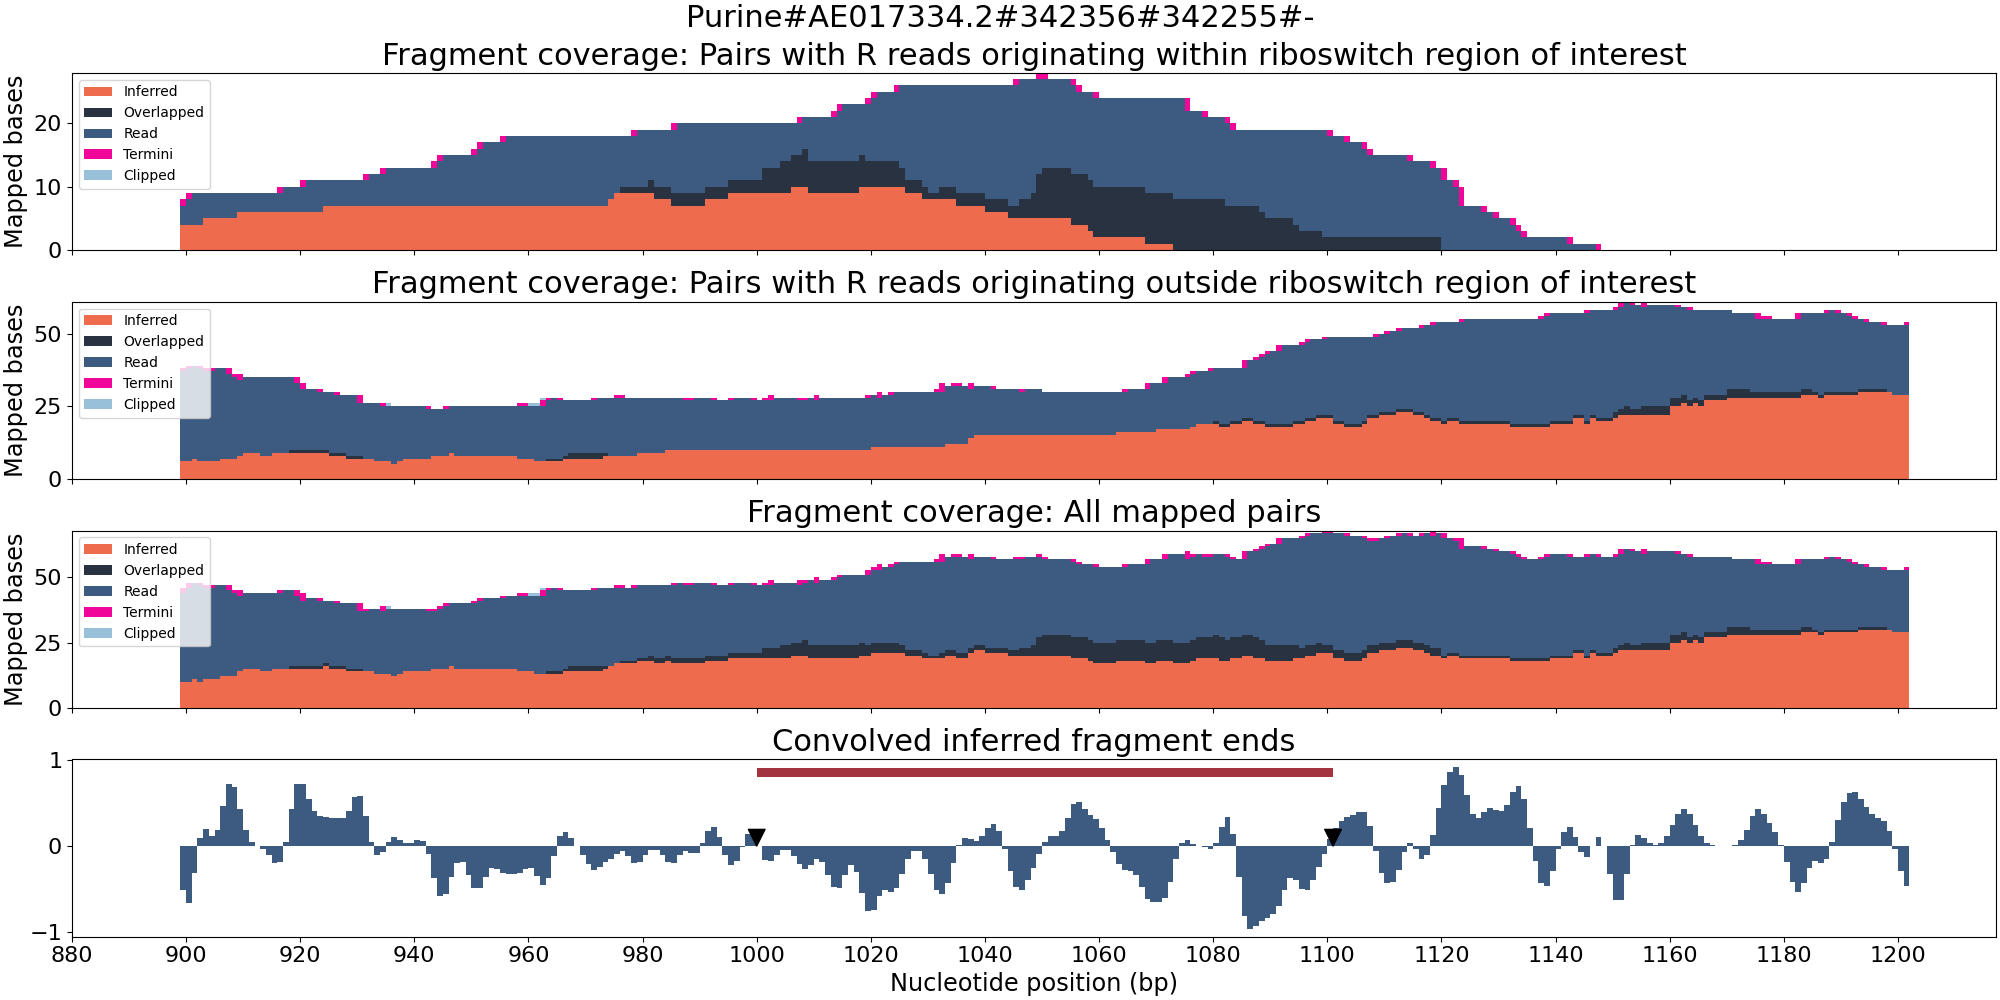 Purine#AE017334.2#342356#342255#-
Fragment coverage: Pairs with R reads originating within riboswitch region of interest
Mapped bases
20
10
0
Inferred
Overlapped
Read
Termini
Clipped
Fragment coverage: Pairs with R reads originating outside riboswitch region of interest
Mapped bases
50
25
0
Inferred
Overlapped
Read
Termini
Clipped
Fragment coverage: All mapped pairs
Mapped bases
50
25
0
Inferred
Overlapped
Read
Termini
Clipped
Convolved inferred fragment ends
1
0
−1
880 900 920 940 960 980 1000 1020 1040 1060 1080 1100 1120 1140 1160 1180 1200
Nucleotide position (bp)